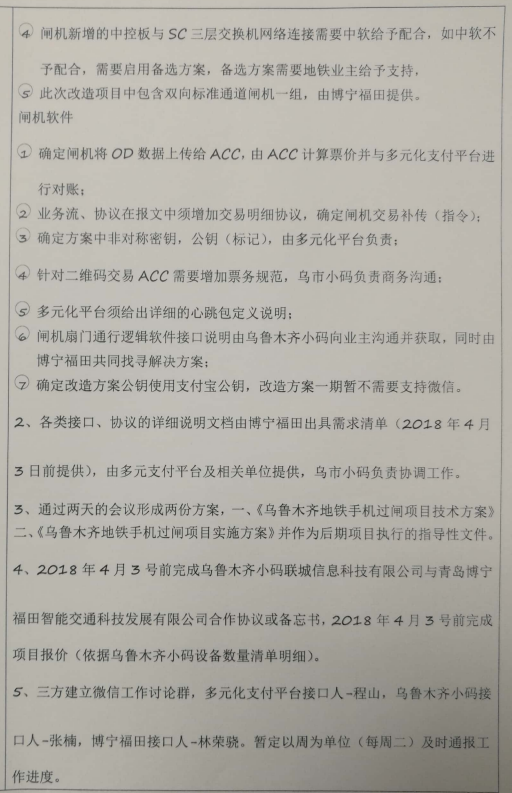 ④ 闸机新增的中控板与 SC 三层交换机网络连接需要中软给予配合，如中软不
予配合，需要启用备选方案，备选方案需要地铁业主给予支持，
⑤ 此次改造项目中包含双向标准通道闸机一组，由博宁福田提供。
闸机软件
① 确定闸机将 OD 数据上传给 ACC，由 ACC 计算票价并与多元化支付平台进
行对账；
② 业务流、协议在报文中须增加交易明细协议，确定闸机交易补传（指令）；
③ 确定方案中非对称密钥，公钥（标记），由多元化平台负责；
④ 针对二维码交易 ACC 需要增加票务规范，乌市小码负责商务沟通；
⑤ 多元化平台须给出详细的心跳包定义说明；
⑥ 闸机扇门通行逻辑软件接口说明由乌鲁木齐小码向业主沟通并获取，同时由
博宁福田共同找寻解决方案；
⑦ 确定改造方案公钥使用支付宝公钥，改造方案一期暂不需要支持微信。
2、各类接口、协议的详细说明文档由博宁福田出具需求清单（2018 年 4 月
3 日前提供），由多元支付平台及相关单位提供，乌市小码负责协调工作。
3、通过两天的会议形成两份方案，一、《乌鲁木齐地铁手机过闸项目技术方案》
二、《乌鲁木齐地铁手机过闸项目实施方案》并作为后期项目执行的指导性文件。
4、2018 年 4 月 3 号前完成乌鲁木齐小码联城信息科技有限公司与青岛博宁
福田智能交通科技发展有限公司合作协议或备忘书，2018 年 4 月 3 号前完成
项目报价（依据乌鲁木齐小码设备数量清单明细）。
5、三方建立微信工作讨论群，多元化支付平台接口人-程山，乌鲁木齐小码接
口人-张楠，博宁福田接口人-林荣骁。暂定以周为单位（每周二）及时通报工
作进度。